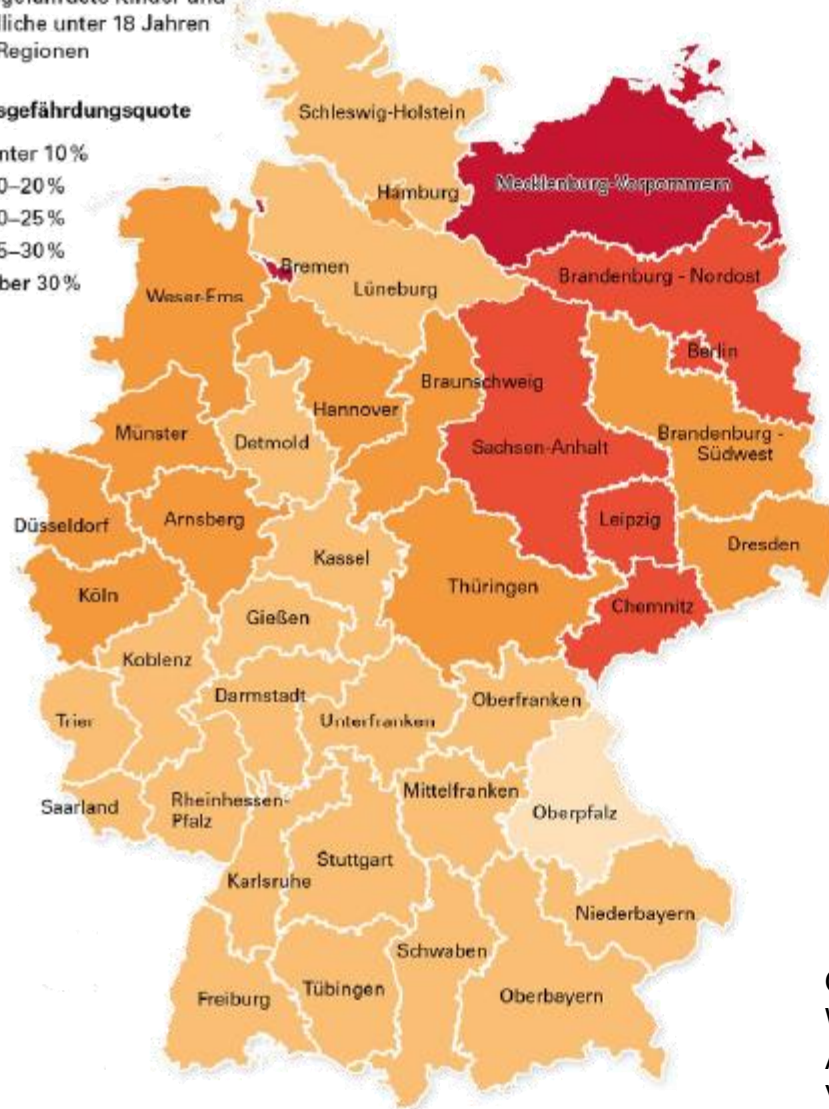 dliche unter 18 Jahren
Regionen
sgefährdungsquote
nter 10%
0–20%
0–25%
5–30%
ber 30%
Schleswig-Holstein
Hamburg
Mecklenburg-Vorpommern
Bremen
Lüneburg
Brandenburg - Nordost
Weser-Ems
Berlin
Braunschweig
Hannover
Münster
Detmold
Sachsen-Anhalt
Brandenburg -
Südwest
Düsseldorf
Arnsberg
Leipzig
Dresden
Kassel
Köln
Thüringen
Chemnitz
Gießen
Koblenz
Darmstadt
Oberfranken
Trier
Unterfranken
Saarland
Rheinhessen-
Pfalz
Mittelfranken
Oberpfalz
Stuttgart
Karlsruhe
Niederbayern
Schwaben
Freiburg
Tübingen
Oberbayern